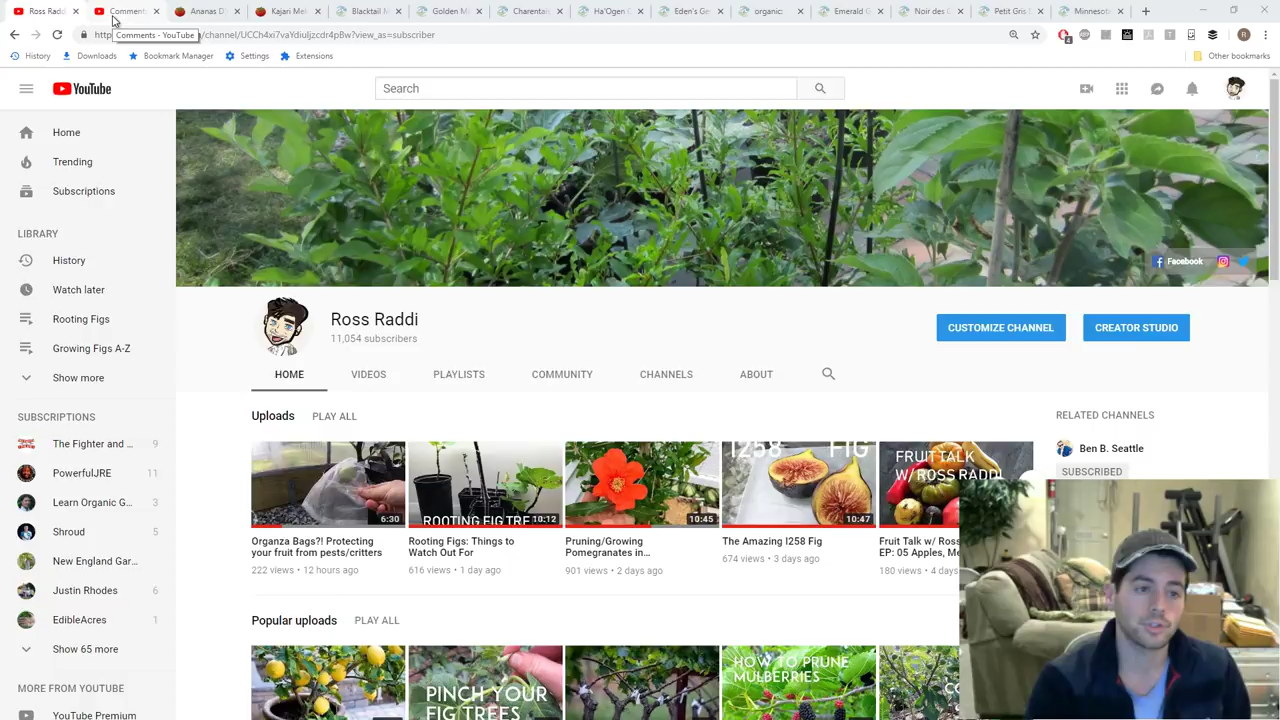 Ross Raddi
Comments
Ananas D
Kajari Mel
Blacktail M
Golden M
Charentai
Ha'Ogen C
Eden's Ge
organic:
Emerald G
Noir des C
Petit Gris
Minnesot
Comments - YouTube
channel/UCCh4xi7vaYdiuljzcdr4p8w?view_as=subscriber
History
Downloads
Bookmark Manager
Settings
Extensions
Other bookmarks
YouTube
Search
Home
Trending
Subscriptions
LIBRARY
History
Watch later
Rooting Figs
Growing Figs A-Z
Show more
SUBSCRIPTIONS
The Fighter and ... 9
PowerfulJRE 11
Learn Organic G... 3
Shroud 5
New England Gar...
Justin Rhodes 6
EdibleAcres 1
Show 65 more
MORE FROM YOUTUBE
YouTube Premium
Facebook
Ross Raddi
11,054 subscribers
CUSTOMIZE CHANNEL
CREATOR STUDIO
HOME
VIDEOS
PLAYLISTS
COMMUNITY
CHANNELS
ABOUT
Uploads PLAY ALL
6:30
Organza Bags?! Protecting
your fruit from pests/critters
222 views • 12 hours ago
ROOTING FIG TRE
10:12
Rooting Figs: Things to
Watch Out For
616 views • 1 day ago
10:45
Pruning/Growing
Pomegranates in...
901 views • 2 days ago
I258 FIG
10:47
The Amazing I258 Fig
674 views • 3 days ago
FRUIT TALK
W/ ROSS RADDI
Fruit Talk w/ Ros
EP: 05 Apples, Me
180 views • 4 days
RELATED CHANNELS
Ben B. Seattle
SUBSCRIBED
Popular uploads PLAY ALL
PINCH YOUR
FIG TREES
HOW TO PRUNE
MULBERRIES